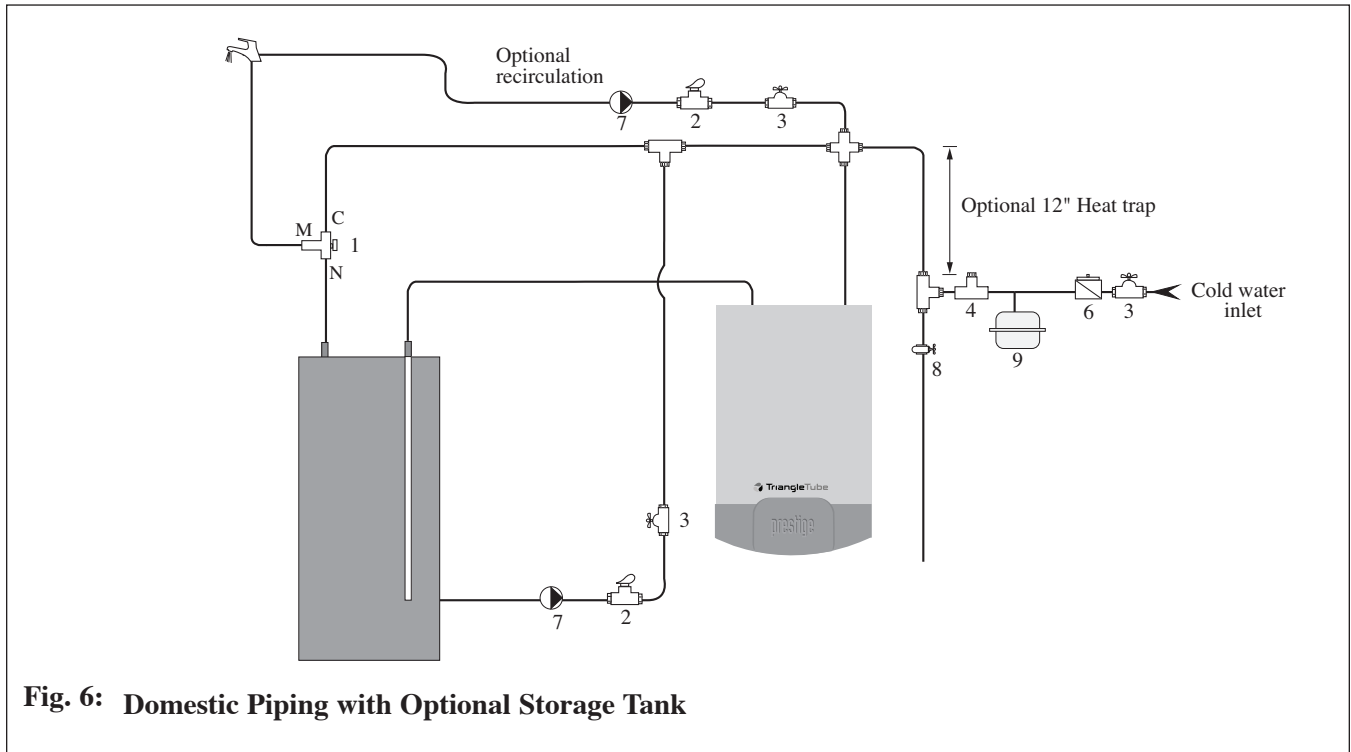 Optional
recirculation
7
2
3
Optional 12" Heat trap
C
M
1
N
4
6
3
Cold water
inlet
9
8
TriangleTube
prestige
3
7
2
Fig. 6: Domestic Piping with Optional Storage Tank